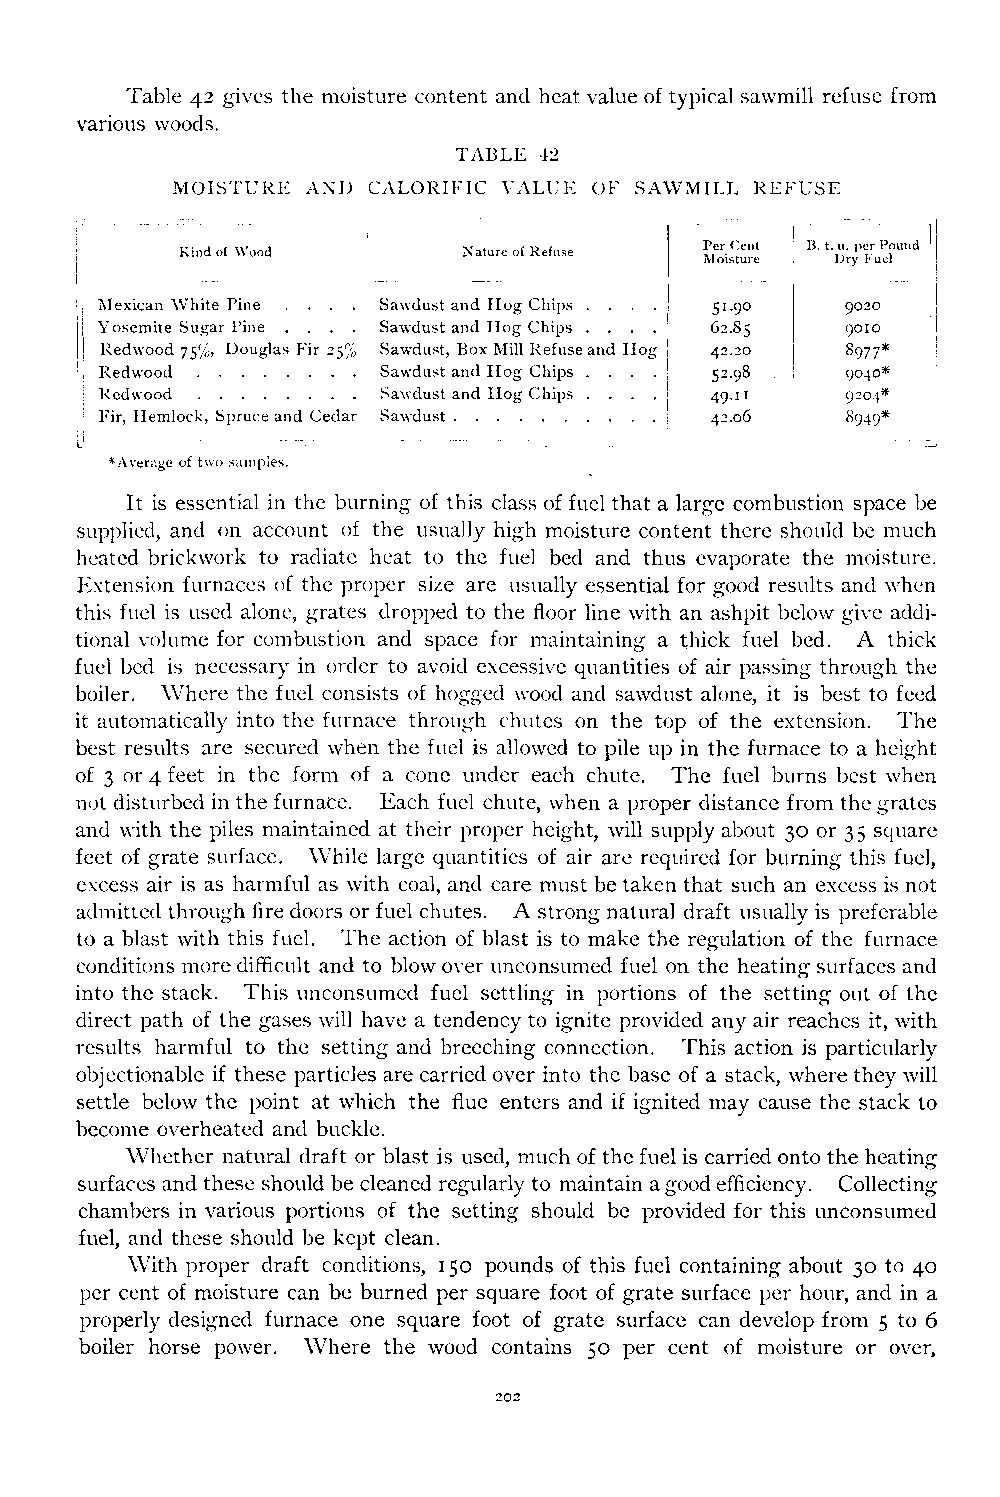 Table 42 gives the moisture content and heat value of typical sawmill refuse from
various woods.
TABLE 42
MOISTURE AND CALORIFIC VALUE OF SAWMILL REFUSE
Kind of Wood Nature of Refuse Per Cent Moisture B. t. u. per Pound Dry Fuel
Mexican White Pine . . . . Sawdust and Hog Chips . . . . 51.90 9020
Yosemite Sugar Pine . . . . Sawdust and Hog Chips . . . . 62.85 9010
Redwood 75%, Douglas Fir 25% Sawdust, Box Mill Refuse and Hog 42.20 8977*
Redwood . . . . . . . . Sawdust and Hog Chips . . . . 52.98 9040*
Redwood . . . . . . . . Sawdust and Hog Chips . . . . 49.11 9204*
Fir, Hemlock, Spruce and Cedar Sawdust . . . . . . . . . . 42.06 8949*
*Average of two samples.
It is essential in the burning of this class of fuel that a large combustion space be
supplied, and on account of the usually high moisture content there should be much
heated brickwork to radiate heat to the fuel bed and thus evaporate the moisture.
Extension furnaces of the proper size are usually essential for good results and when
this fuel is used alone, grates dropped to the floor line with an ashpit below give addi-
tional volume for combustion and space for maintaining a thick fuel bed. A thick
fuel bed is necessary in order to avoid excessive quantities of air passing through the
boiler. Where the fuel consists of hogged wood and sawdust alone, it is best to feed
it automatically into the furnace through chutes on the top of the extension. The
best results are secured when the fuel is allowed to pile up in the furnace to a height
of 3 or 4 feet in the form of a cone under each chute. The fuel burns best when
not disturbed in the furnace. Each fuel chute, when a proper distance from the grates
and with the piles maintained at their proper height, will supply about 30 or 35 square
feet of grate surface. While large quantities of air are required for burning this fuel,
excess air is as harmful as with coal, and care must be taken that such an excess is not
admitted through fire doors or fuel chutes. A strong natural draft usually is preferable
to a blast with this fuel. The action of blast is to make the regulation of the furnace
conditions more difficult and to blow over unconsumed fuel on the heating surfaces and
into the stack. This unconsumed fuel settling in portions of the setting out of the
direct path of the gases will have a tendency to ignite provided any air reaches it, with
results harmful to the setting and breeching connection. This action is particularly
objectionable if these particles are carried over into the base of a stack, where they will
settle below the point at which the flue enters and if ignited may cause the stack to
become overheated and buckle.
Whether natural draft or blast is used, much of the fuel is carried onto the heating
surfaces and these should be cleaned regularly to maintain a good efficiency. Collecting
chambers in various portions of the setting should be provided for this unconsumed
fuel, and these should be kept clean.
With proper draft conditions, 150 pounds of this fuel containing about 30 to 40
per cent of moisture can be burned per square foot of grate surface per hour, and in a
properly designed furnace one square foot of grate surface can develop from 5 to 6
boiler horse power. Where the wood contains 50 per cent of moisture or over,
202